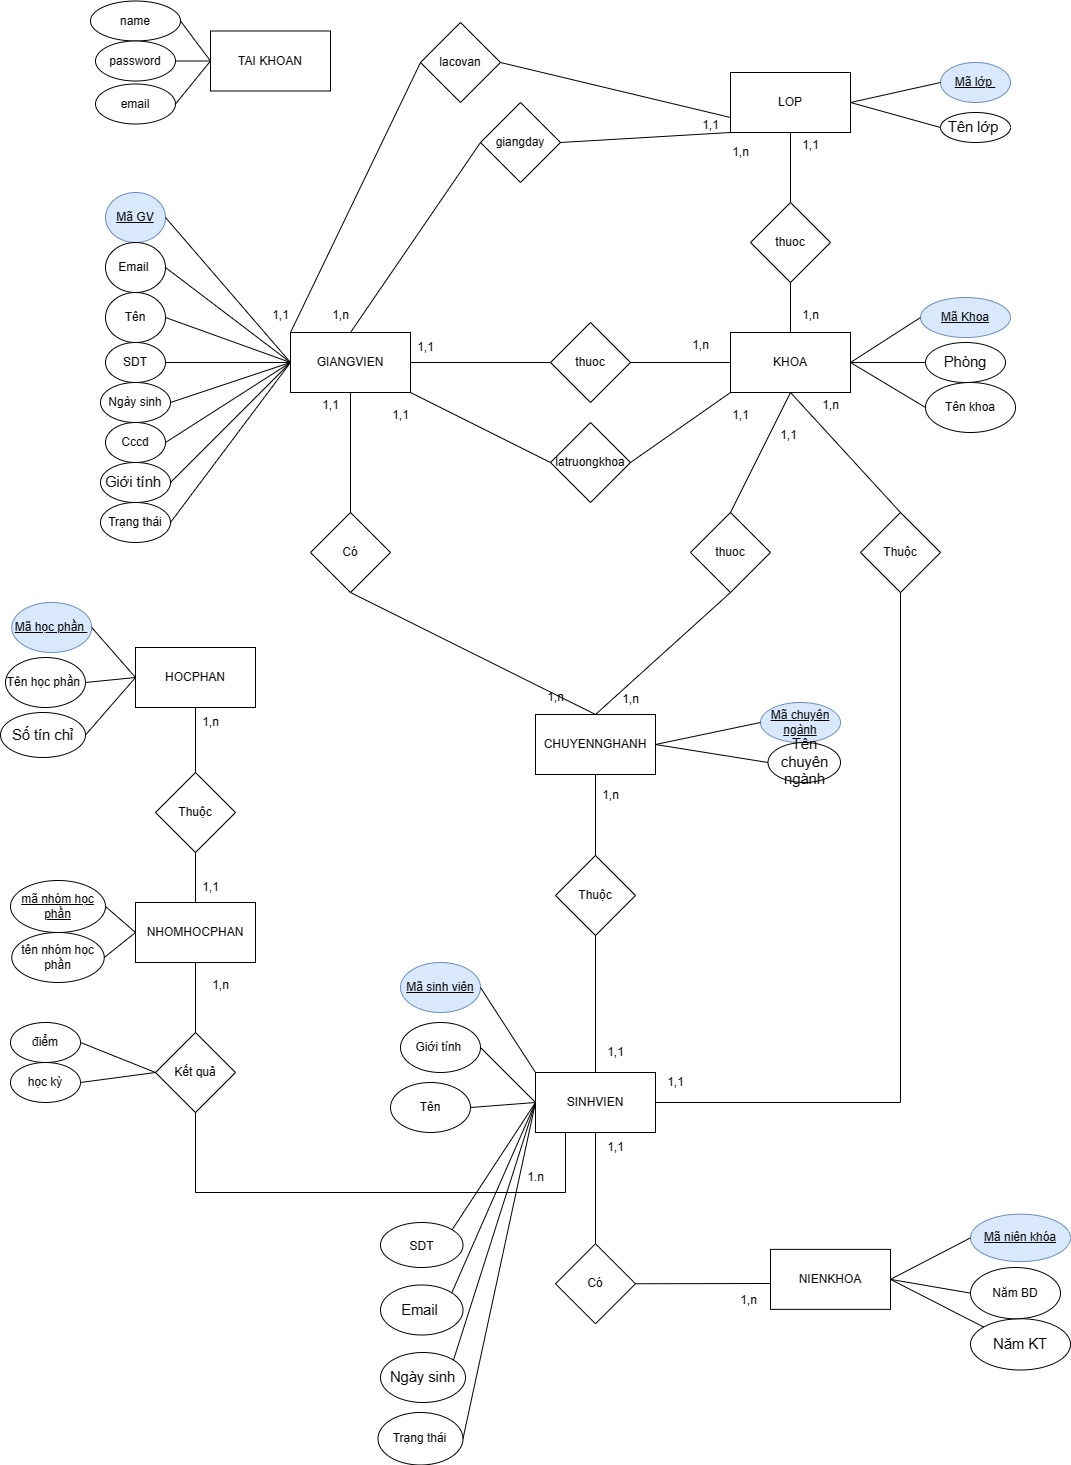 name
password
email
TAI KHOAN
lacovan
giangday
LOP
Mã lớp
Tên lớp
1,1
1,n
1,1
thuoc
Mã GV
Email
Tên
SDT
Ngày sinh
Cccd
Giới tính
Trạng thái
1,1
1,n
1,n
GIANGVIEN
1,1
thuoc
1,n
KHOA
Mã Khoa
Phòng
Tên khoa
1,1
1,1
latruongkhoa
1,1
1,n
1,1
Có
thuoc
Thuộc
Mã học phần
Tên học phần
Số tín chỉ
HOCPHAN
1,n
Thuộc
1,1
1,n
1,n
CHUYENNGHANH
Mã chuyên
ngành
Tên
chuyên
ngành
1,n
Thuộc
mã nhóm học
phần
tên nhóm học
phần
NHOMHOCPHAN
1,n
điểm
học kỳ
Kết quả
Mã sinh viên
Giới tính
Tên
1,1
SINHVIEN
1,1
1,1
1.n
SDT
Email
Ngày sinh
Trạng thái
Có
1,n
NIENKHOA
Mã niên khóa
Năm BD
Năm KT